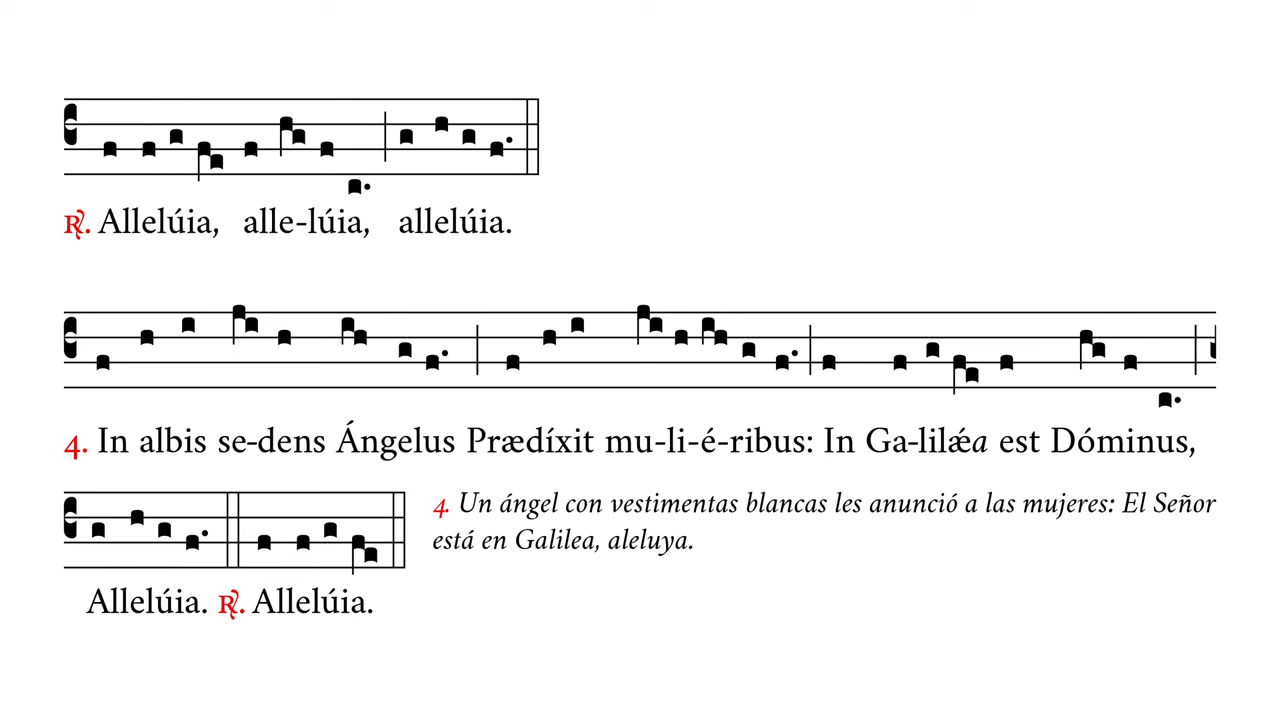 ℟. Allelúia, alle-lúia, allelúia.
4. In albis se-dens Ángelus Prædíxit mu-li-é-ribus: In Ga-lilǽa est Dóminus,
4. Un ángel con vestimentas blancas les anunció a las mujeres: El Señor
está en Galilea, aleluya.
Allelúia. ℟. Allelúia.